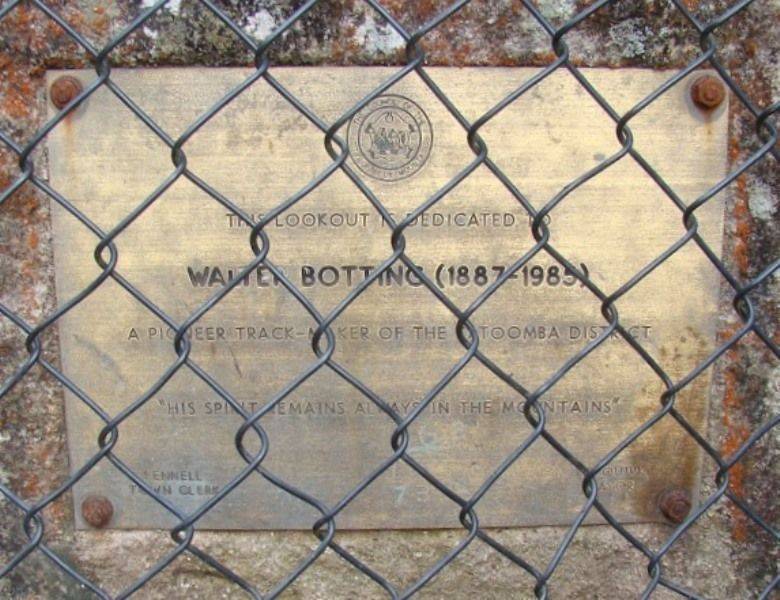 THIS LOOKOUT IS DEDICATED TO
WALTER BOTTING (1887-1985)
A PIONEER TRACK-MAKER OF THE KATOOMBA DISTRICT
"HIS SPIRIT REMAINS ALWAYS IN THE MOUNTAINS"
FENNELL
TOWN CLERK